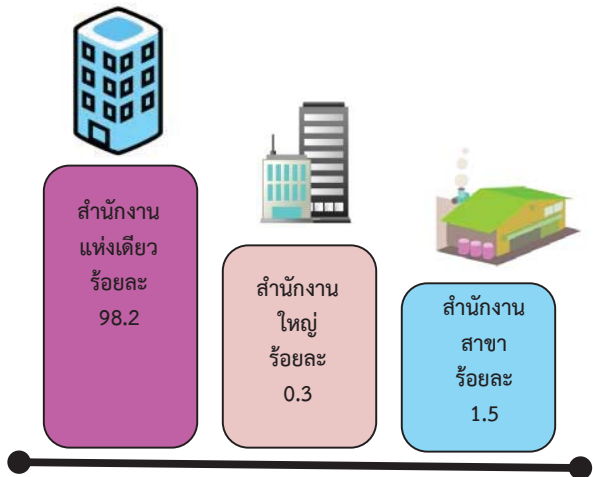 สำนักงาน
แห่งเดียว
ร้อยละ
98.2
สำนักงาน
ใหญ่
ร้อยละ
0.3
สำนักงาน
สาขา
ร้อยละ
1.5